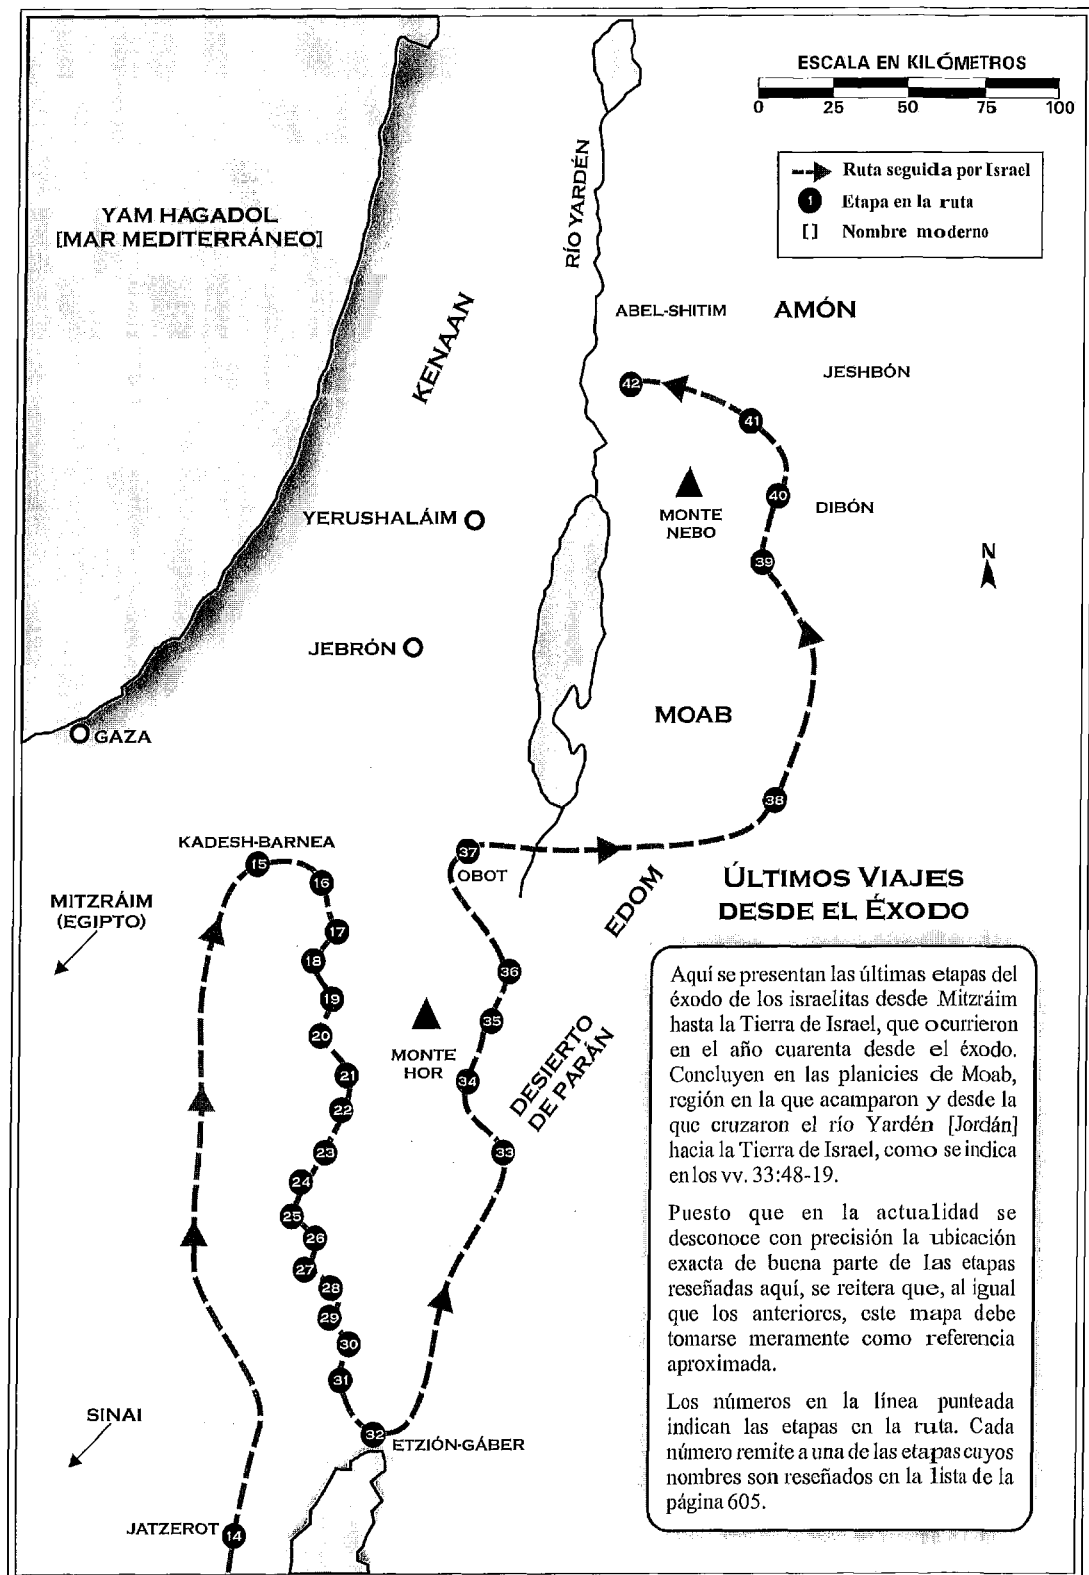 ESCALA EN KILÓMETROS
0 25 50 75 100
Ruta seguida por Israel
1 Etapa en la ruta
[ ] Nombre moderno
YAM HAGADOL
[MAR MEDITERRÁNEO]
RÍO YARDÉN
KENAAN
ABEL-SHITIM
AMÓN
JESHBÓN
42
41
40
DIBÓN
MONTE
NEBO
39
YERUSHALÁIM
N
JEBRÓN
MOAB
GAZA
38
KADESH-BARNEA
15
16
37
OBOT
EDOM
MITZRÁIM
(EGIPTO)
17
18
19
20
21
22
23
24
25
26
27
28
29
30
31
32
ETZIÓN-GÁBER
36
35
34
33
MONTE
HOR
DESIERTO
DE PARÁN
SINAI
JATZEROT
14
ÚLTIMOS VIAJES
DESDE EL ÉXODO
Aquí se presentan las últimas etapas del
éxodo de los israelitas desde Mitzráim
hasta la Tierra de Israel, que ocurrieron
en el año cuarenta desde el éxodo.
Concluyen en las planicies de Moab,
región en la que acamparon y desde la
que cruzaron el río Yardén [Jordán]
hacia la Tierra de Israel, como se indica
en los vv. 33:48-19.
Puesto que en la actualidad se
desconoce con precisión la ubicación
exacta de buena parte de las etapas
reseñadas aquí, se reitera que, al igual
que los anteriores, este mapa debe
tomarse meramente como referencia
aproximada.
Los números en la línea punteada
indican las etapas en la ruta. Cada
número remite a una de las etapas cuyos
nombres son reseñados en la lista de la
página 605.